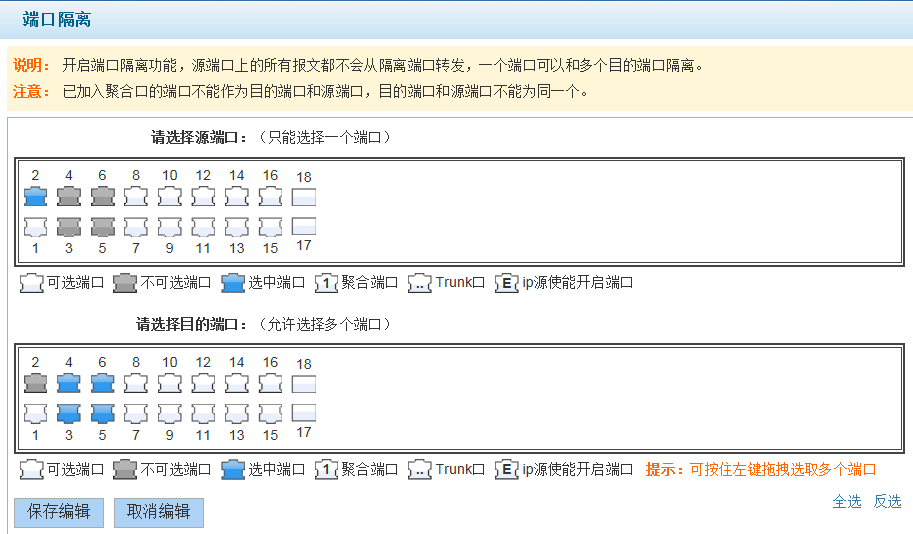 端口隔离
说明： 开启端口隔离功能，源端口上的所有报文都不会从隔离端口转发，一个端口可以和多个目的端口隔离。
注意： 已加入聚合口的端口不能作为目的端口和源端口，目的端口和源端口不能为同一个。
请选择源端口：（只能选择一个端口）
2 4 6 8 10 12 14 16 18
1 3 5 7 9 11 13 15 17
可选端口 不可选端口 选中端口 1 聚合端口 .. Trunk口 E ip源使能开启端口
请选择目的端口：（允许选择多个端口）
2 4 6 8 10 12 14 16 18
1 3 5 7 9 11 13 15 17
可选端口 不可选端口 选中端口 1 聚合端口 .. Trunk口 E ip源使能开启端口 提示：可按住左键拖拽选取多个端口
全选 反选
保存编辑 取消编辑